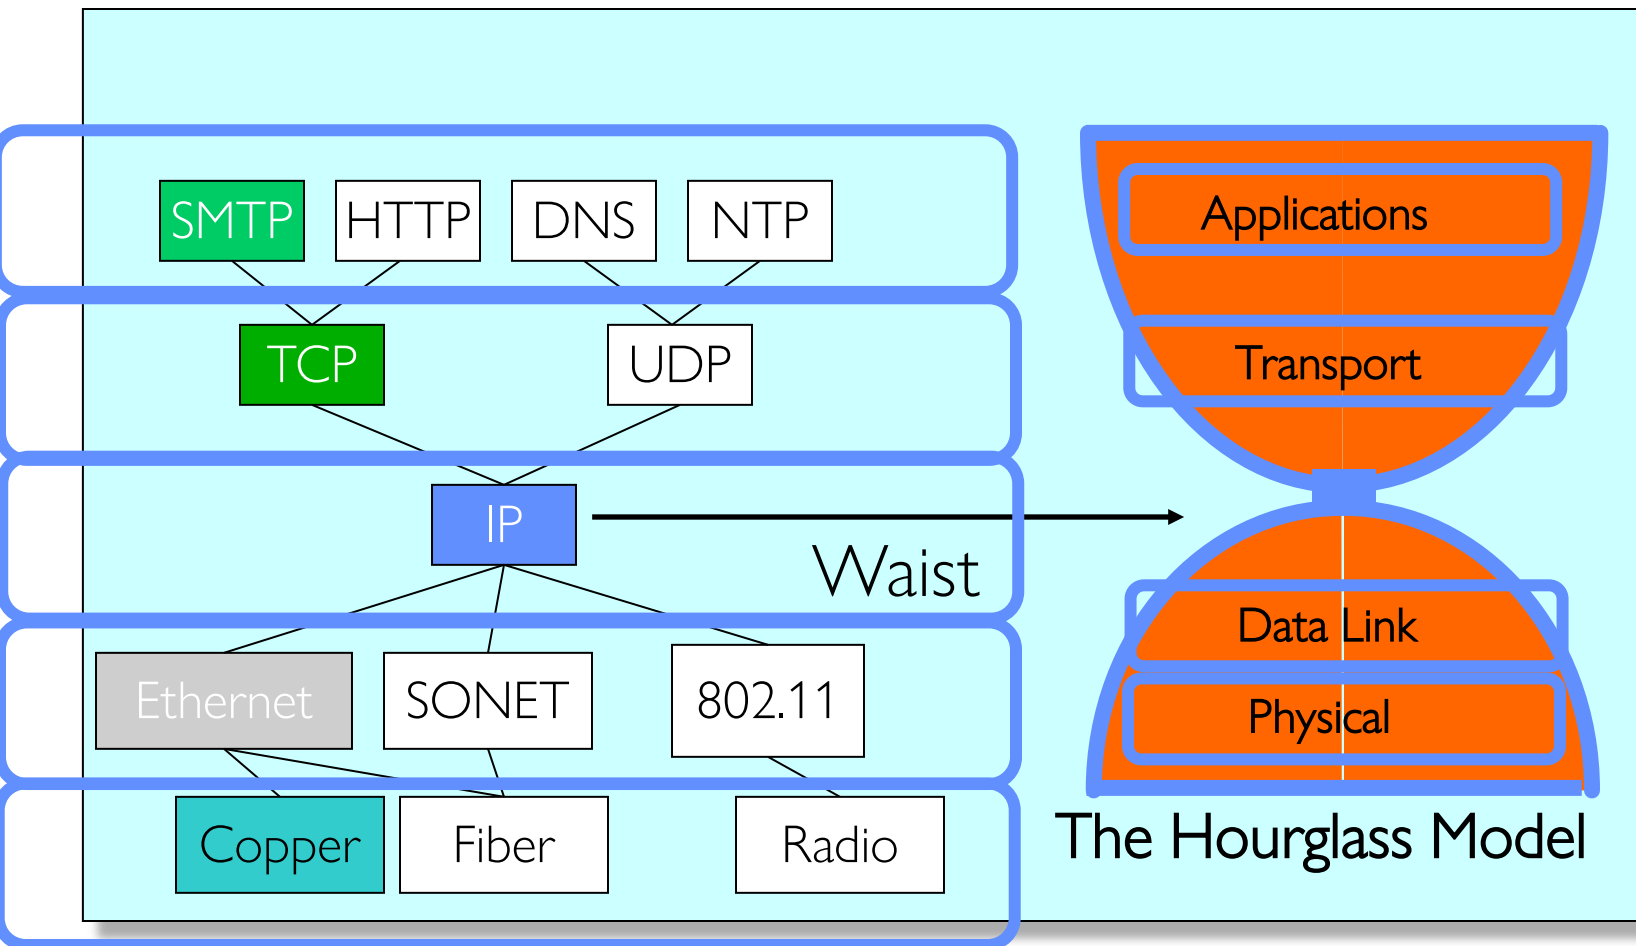 SMTP HTTP DNS NTP
TCP UDP
IP
Waist
Ethernet SONET 802.11
Copper Fiber Radio
Applications
Transport
Data Link
Physical
The Hourglass Model